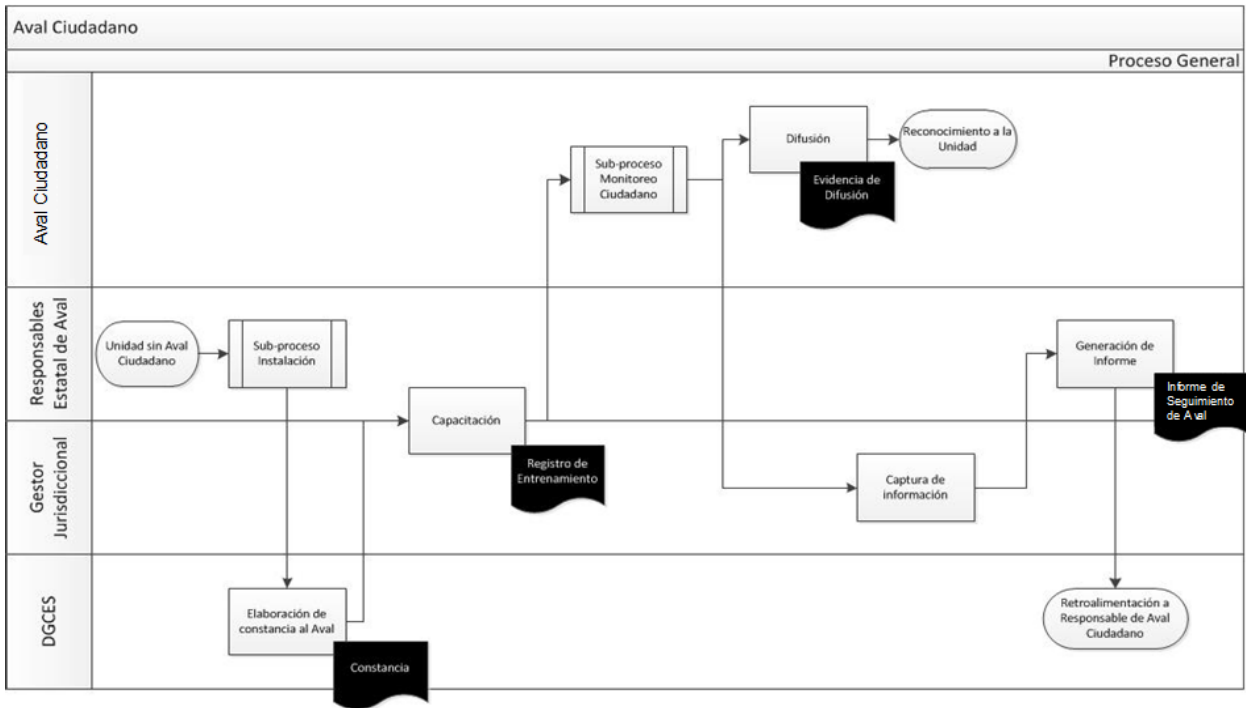 Aval Ciudadano
Proceso General
Aval Ciudadano
Difusión
Reconocimiento a la
Unidad
Sub-proceso
Monitoreo
Ciudadano
Evidencia de
Difusión
Responsables
Estatal de Aval
Unidad sin Aval
Ciudadano
Sub-proceso
Instalación
Generación de
Informe
Informe de
Seguimiento
de Aval
Capacitación
Registro de
Entrenamiento
Gestor
Jurisdiccional
Captura de
información
DGCES
Elaboración de
constancia al Aval
Constancia
Retroalimentación a
Responsable de Aval
Ciudadano